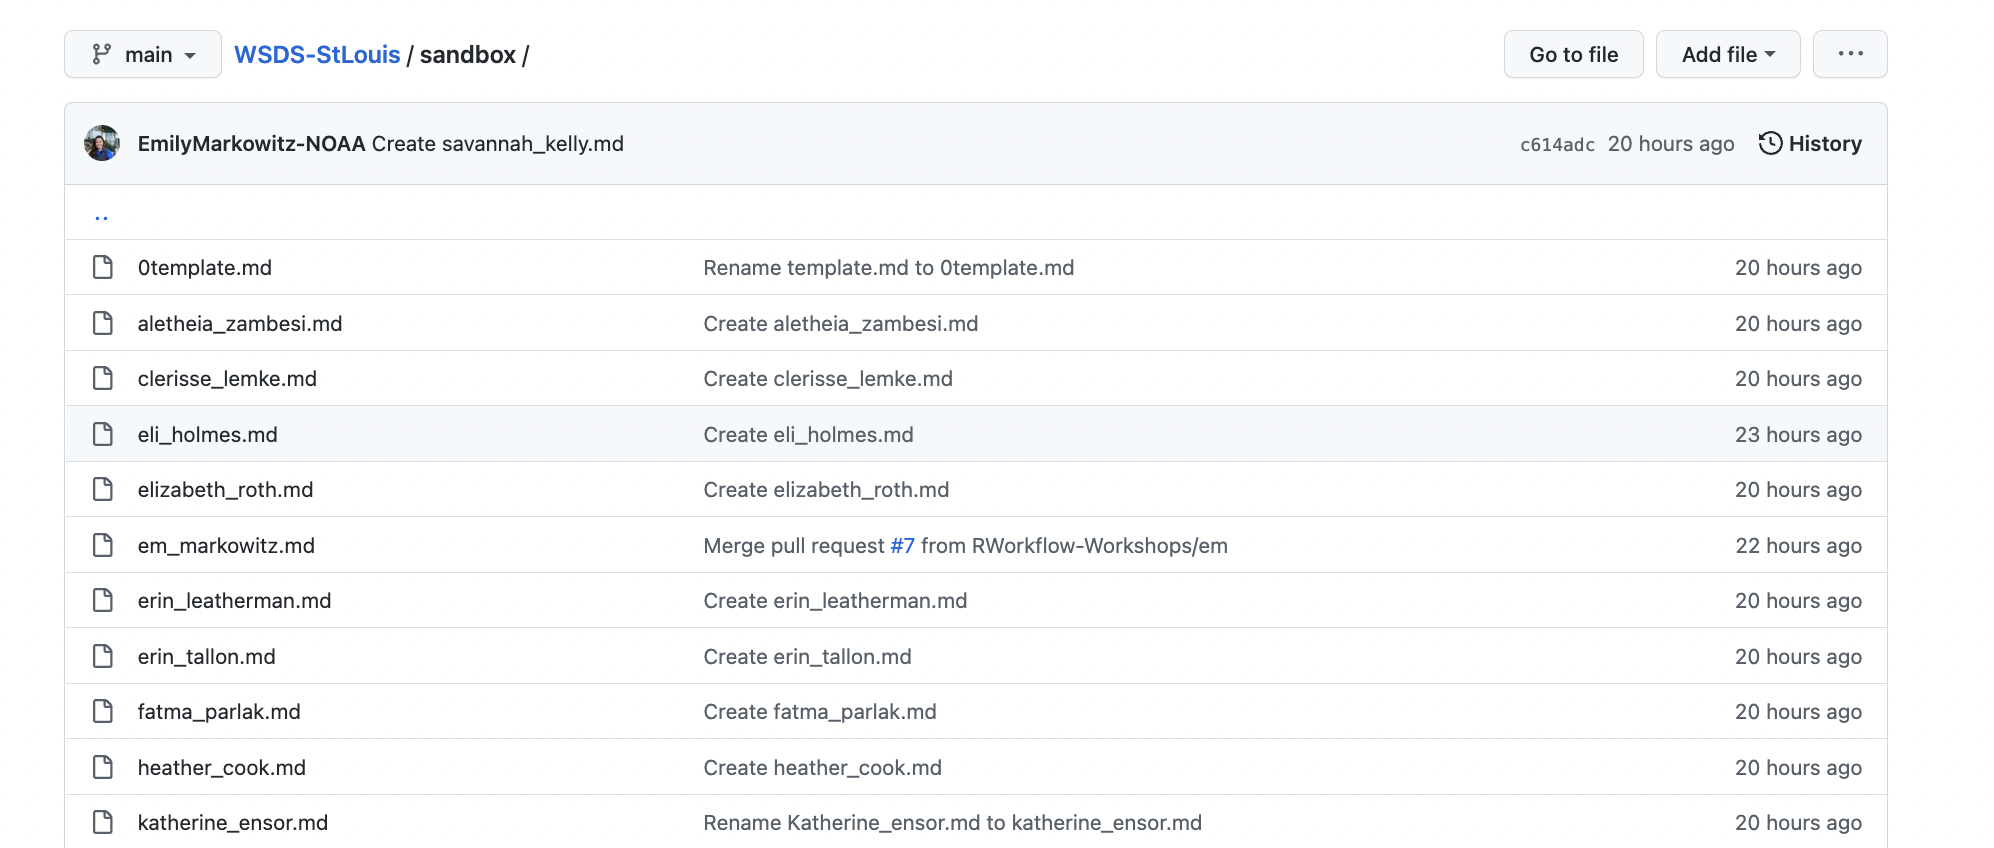 main WSDS-StLouis / sandbox / Go to file Add file ...
EmilyMarkowitz-NOAA Create savannah_kelly.md c614adc 20 hours ago History
..
0template.md Rename template.md to 0template.md 20 hours ago
aletheia_zambesi.md Create aletheia_zambesi.md 20 hours ago
clerisse_lemke.md Create clerisse_lemke.md 20 hours ago
eli_holmes.md Create eli_holmes.md 23 hours ago
elizabeth_roth.md Create elizabeth_roth.md 20 hours ago
em_markowitz.md Merge pull request #7 from RWorkflow-Workshops/em 22 hours ago
erin_leatherman.md Create erin_leatherman.md 20 hours ago
erin_tallon.md Create erin_tallon.md 20 hours ago
fatma_parlak.md Create fatma_parlak.md 20 hours ago
heather_cook.md Create heather_cook.md 20 hours ago
katherine_ensor.md Rename Katherine_ensor.md to katherine_ensor.md 20 hours ago